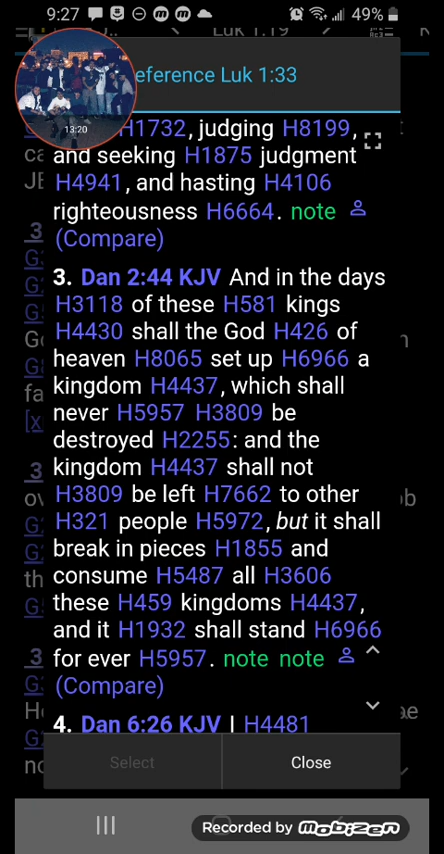 9:27 49%
Luk 1:19
eference Luk 1:33
13:20
H1732, judging H8199,
and seeking H1875 judgment
H4941, and hasting H4106
righteousness H6664. note
(Compare)
3. Dan 2:44 KJV And in the days
H3118 of these H581 kings
H4430 shall the God H426 of
heaven H8065 set up H6966 a
kingdom H4437, which shall
never H5957 H3809 be
destroyed H2255: and the
kingdom H4437 shall not
H3809 be left H7662 to other
H321 people H5972, but it shall
break in pieces H1855 and
consume H5487 all H3606
these H459 kingdoms H4437,
and it H1932 shall stand H6966
for ever H5957. note note
(Compare)
4. Dan 6:26 KJV | H4481
Select Close
Recorded by Mobizen